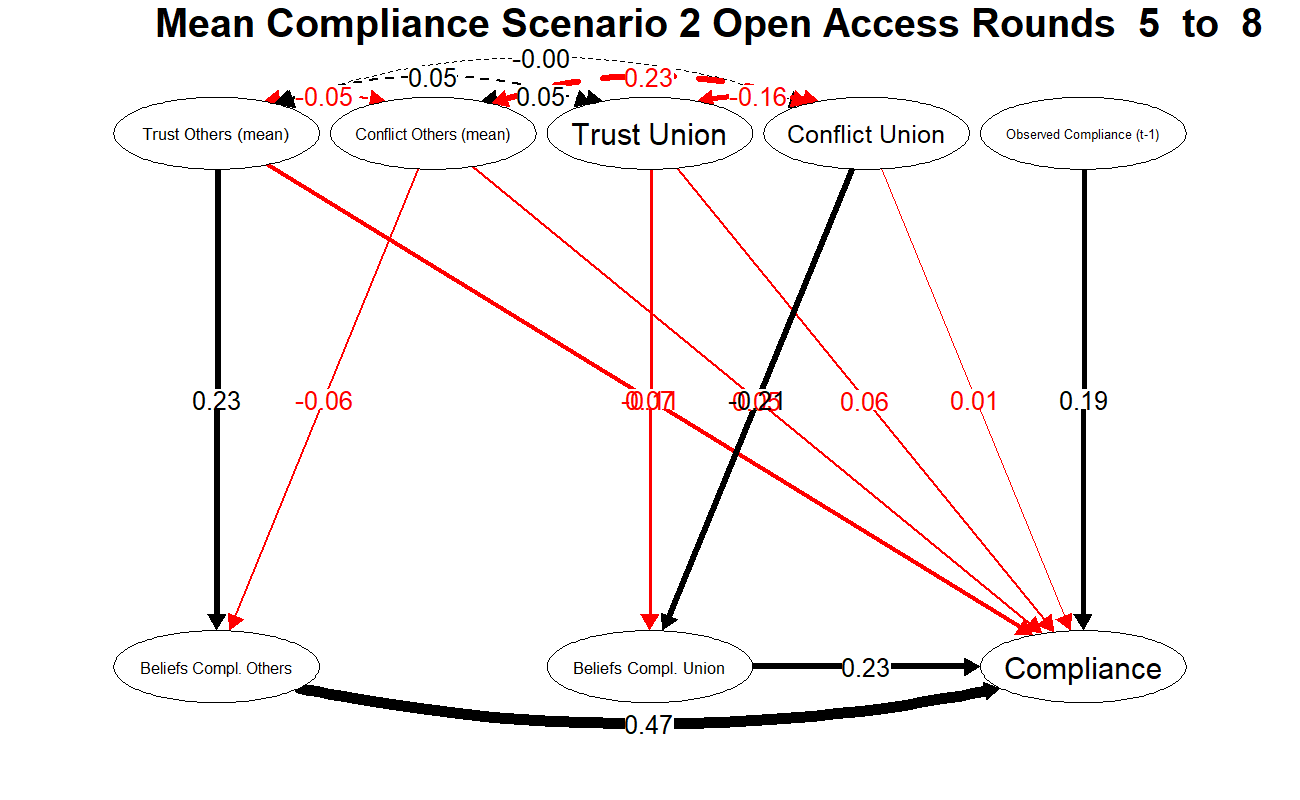 Mean Compliance Scenario 2 Open Access Rounds 5 to 8
-0.00
0.05
0.23
-0.05
0.05
-0.16
Trust Others (mean)
Conflict Others (mean)
Trust Union
Conflict Union
Observed Compliance (t-1)
0.23
-0.06
-0.21
0.06
0.01
0.19
Beliefs Compl. Others
Beliefs Compl. Union
Compliance
0.23
0.47